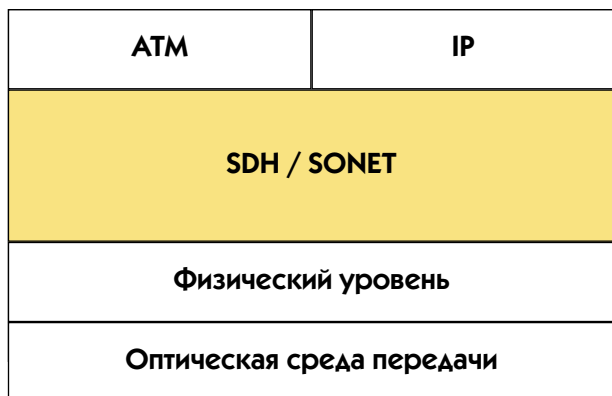 ATM IP
SDH / SONET
Физический уровень
Оптическая среда передачи